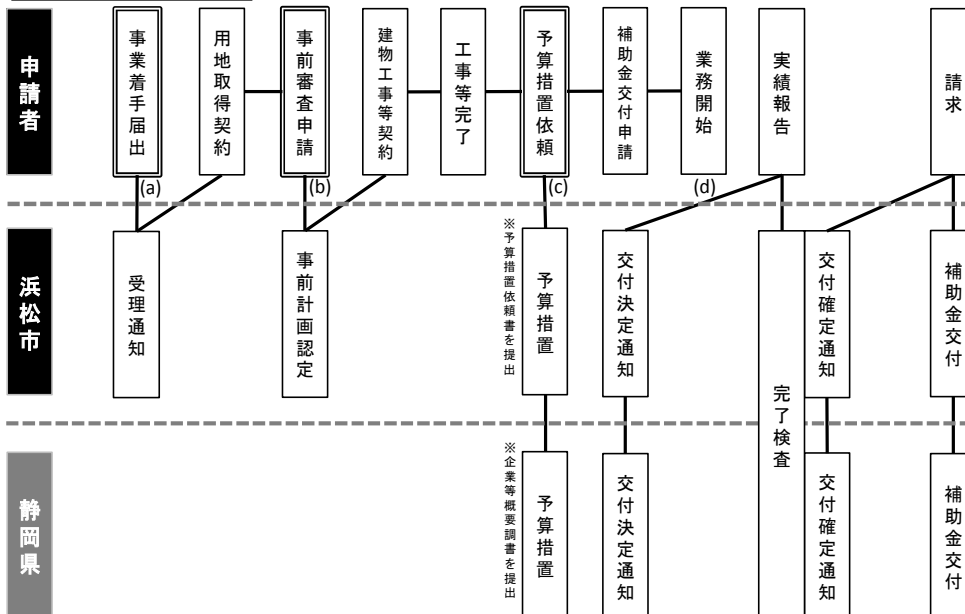 申請者
事業着手届出
用地取得契約
事前審査申請
建物工事等契約
工事等完了
予算措置依頼
補助金交付申請
業務開始
実績報告
請求
(a)
(b)
(c)
(d)
浜松市
受理通知
事前計画認定
※予算措置依頼書を提出
予算措置
交付決定通知
完了検査
交付確定通知
補助金交付
静岡県
※企業等概要調書を提出
予算措置
交付決定通知
交付確定通知
補助金交付